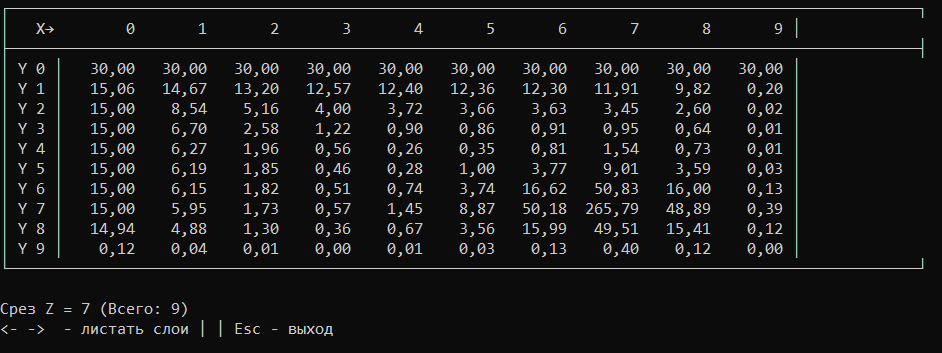 X→ 0 1 2 3 4 5 6 7 8 9 |
Y 0 | 30,00 30,00 30,00 30,00 30,00 30,00 30,00 30,00 30,00 30,00 |
Y 1 | 15,06 14,67 13,20 12,57 12,40 12,36 12,30 11,91 9,82 0,20 |
Y 2 | 15,00 8,54 5,16 4,00 3,72 3,66 3,63 3,45 2,60 0,02 |
Y 3 | 15,00 6,70 2,58 1,22 0,90 0,86 0,91 0,95 0,64 0,01 |
Y 4 | 15,00 6,27 1,96 0,56 0,26 0,35 0,81 1,54 0,73 0,01 |
Y 5 | 15,00 6,19 1,85 0,46 0,28 1,00 3,77 9,01 3,59 0,03 |
Y 6 | 15,00 6,15 1,82 0,51 0,74 3,74 16,62 50,83 16,00 0,13 |
Y 7 | 15,00 5,95 1,73 0,57 1,45 8,87 50,18 265,79 48,89 0,39 |
Y 8 | 14,94 4,88 1,30 0,36 0,67 3,56 15,99 49,51 15,41 0,12 |
Y 9 | 0,12 0,04 0,01 0,00 0,01 0,03 0,13 0,40 0,12 0,00 |
Срез Z = 7 (Всего: 9)
<- -> - листать слои | | Esc - выход